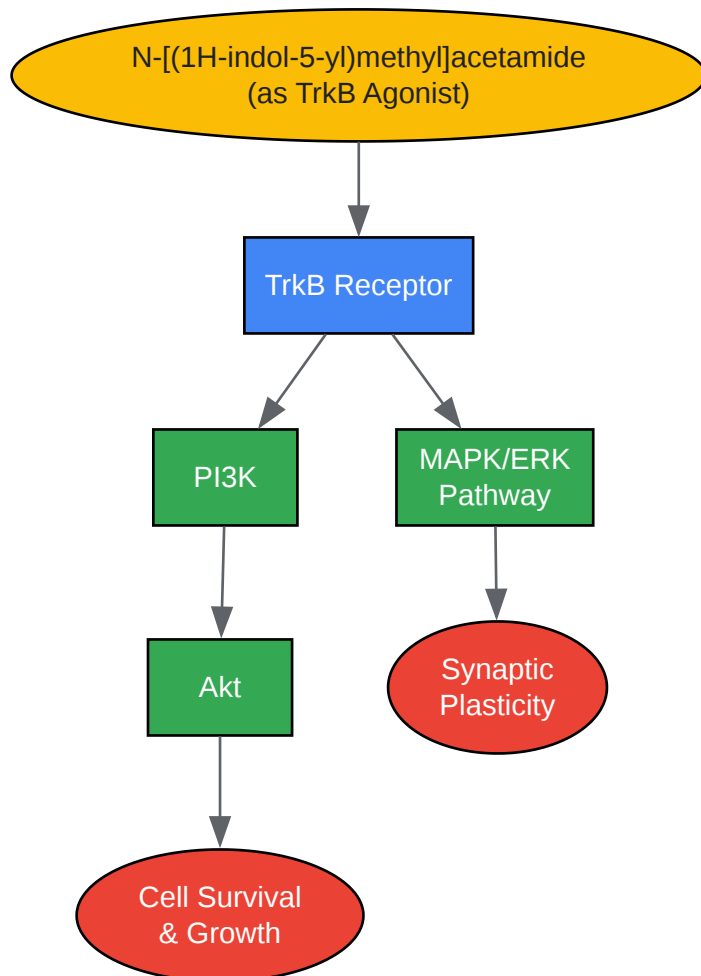 N-[(1H-indol-5-yl)methyl]acetamide
(as TrkB Agonist)
TrkB Receptor
PI3K
MAPK/ERK
Pathway
Akt
Synaptic
Plasticity
Cell Survival
& Growth